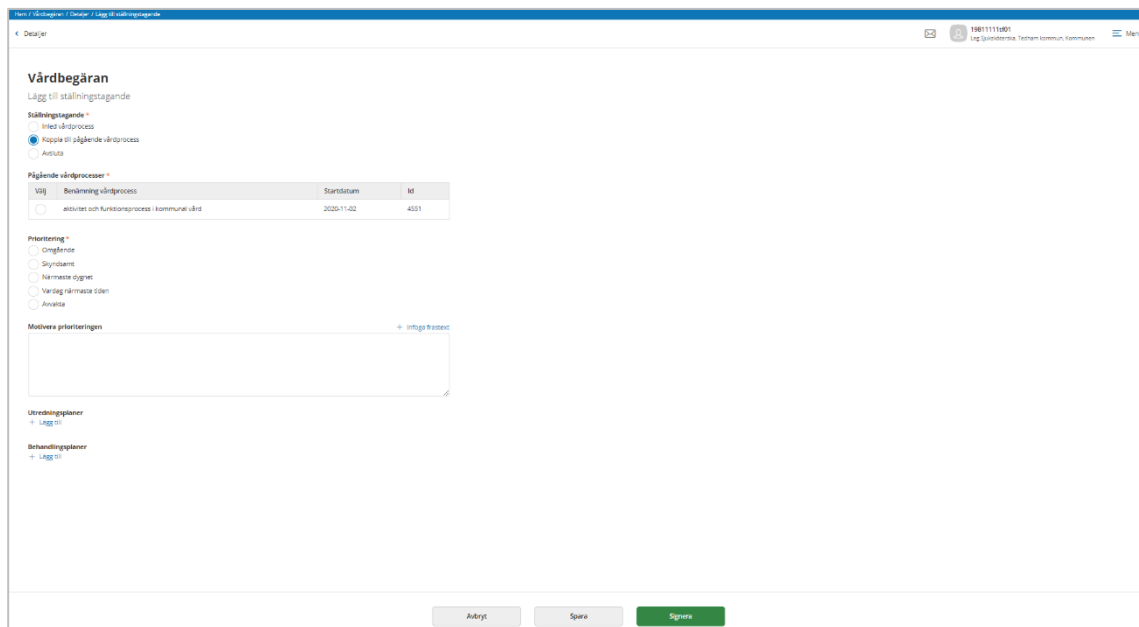 Hem / Vårdbegäran / Detaljer / Lägg till ställningstagande
Detaljer
19811111td01
Leg Sjuksköterska, Tedham kommun, Kommunen
Men
Vårdbegäran
Lägg till ställningstagande
Ställningstagande *
Inled vårdprocess
Koppla till pågående vårdprocess
Avsluta
Pågående vårdprocesser *
Välj Benämning vårdprocess Startdatum Id
aktivitet och funktionsprocess i kommunal vård 2020-11-02 4551
Prioritering *
Omgående
Skyndsamt
Närmaste dygnet
Vardag närmaste tiden
Avvakta
Motivera prioriteringen + Infoga frastext
Utredningsplaner
+ Lägg till
Behandlingsplaner
+ Lägg till
Avbryt Spara Signera